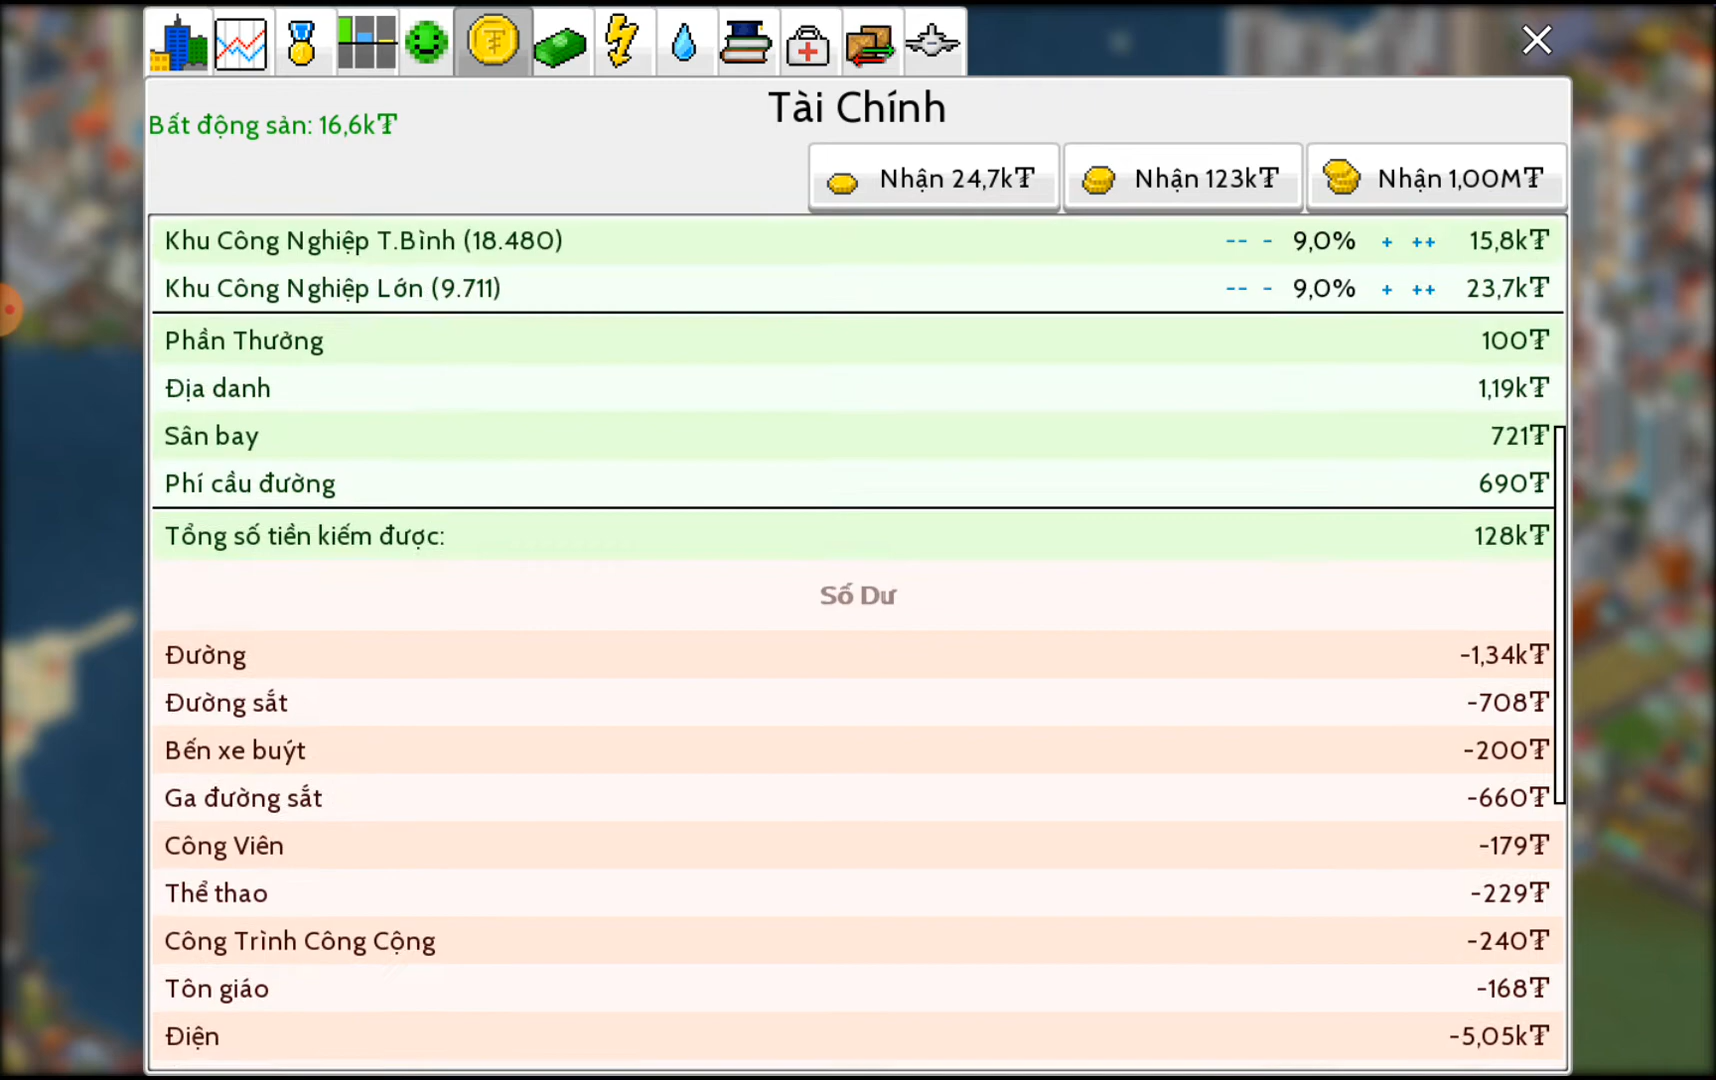 Tài Chính
Bất động sản: 16,6k₮
Nhận 24,7k₮ Nhận 123k₮ Nhận 1,00M₮
Khu Công Nghiệp T.Bình (18.480) -- - 9,0% + ++ 15,8k₮
Khu Công Nghiệp Lớn (9.711) -- - 9,0% + ++ 23,7k₮
Phần Thưởng 100₮
Địa danh 1,19k₮
Sân bay 721₮
Phí cầu đường 690₮
Tổng số tiền kiếm được: 128k₮
Số Dư
Đường -1,34k₮
Đường sắt -708₮
Bến xe buýt -200₮
Ga đường sắt -660₮
Công Viên -179₮
Thể thao -229₮
Công Trình Công Cộng -240₮
Tôn giáo -168₮
Điện -5,05k₮